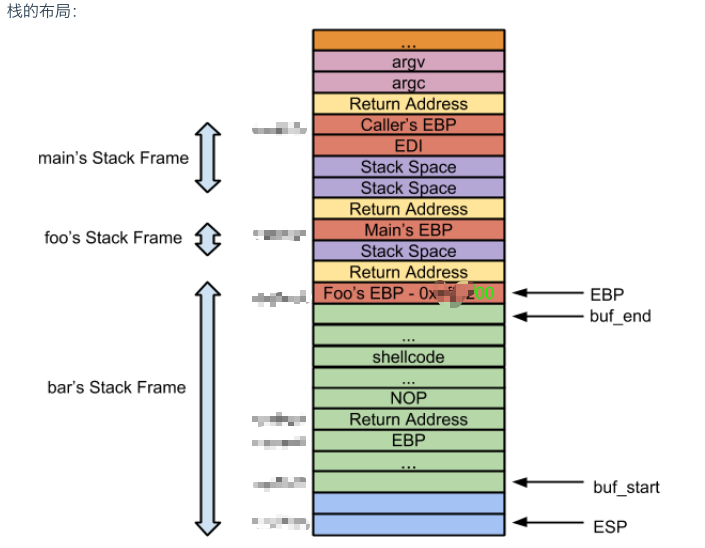 栈的布局：
...
argv
argc
Return Address
Caller's EBP
EDI
main's Stack Frame
Stack Space
Stack Space
Return Address
foo's Stack Frame
Main's EBP
Stack Space
Return Address
Foo's EBP - 0x 00
EBP
buf_end
...
shellcode
...
bar's Stack Frame
NOP
Return Address
EBP
...
buf_start
ESP